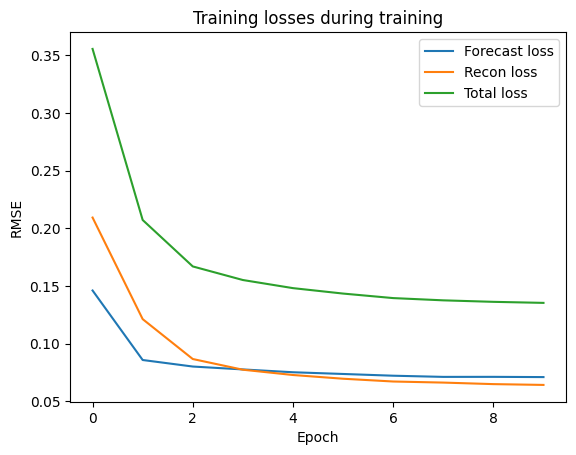 Training losses during training
Forecast loss
Recon loss
Total loss
0.35
0.30
0.25
0.20
0.15
0.10
0.05
RMSE
0
2
4
6
8
Epoch